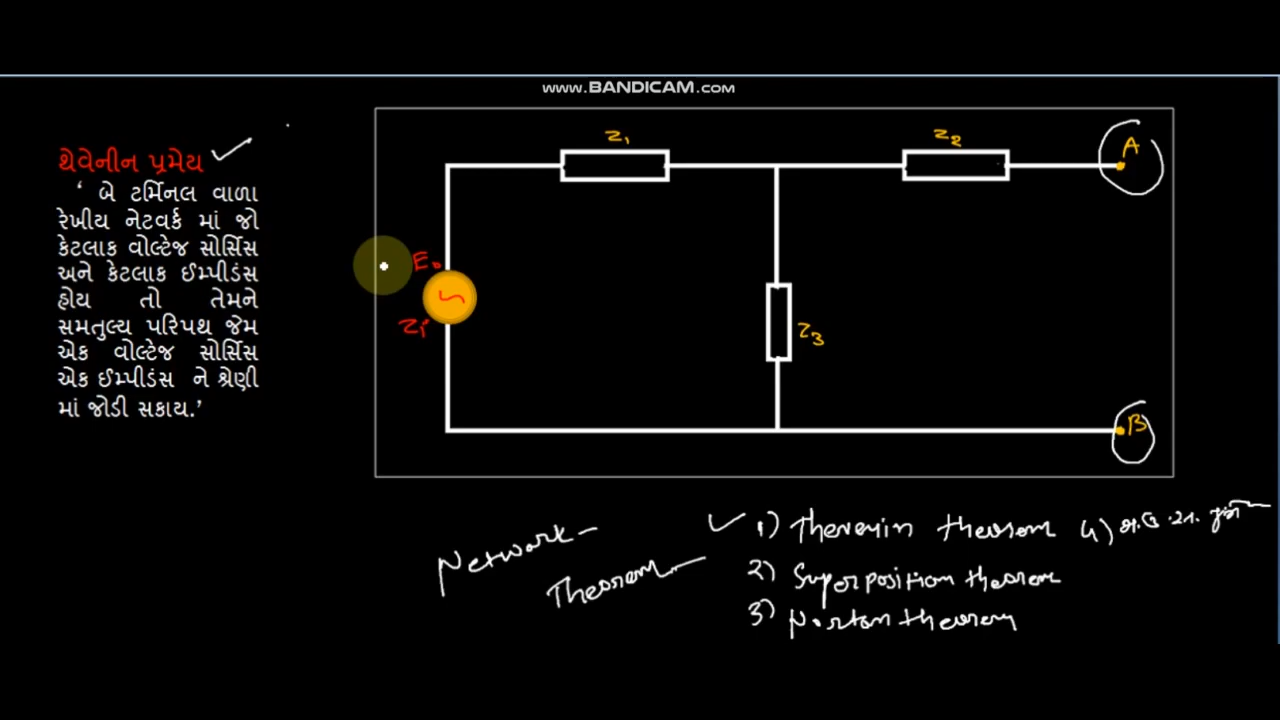 www.BANDICAM.com
થેવેનીન પ્રમેય
‘ બે ટર્મિનલ વાળા
રેખીય નેટવર્ક માં જો
કેટલાક વોલ્ટેજ સોર્સિસ
અને કેટલાક ઈમ્પીડંસ
હોય તો તેમને
સમતુલ્ય પરિપથ જેમ
એક વોલ્ટેજ સોર્સિસ
એક ઈમ્પીડંસ ને શ્રેણી
માં જોડી સકાય.’
Z1
Z2
A
E
Zi
Z3
B
Network
Theorem
1) Thevenin theorem 4)
2) Superposition theorem
3) Norton theorem